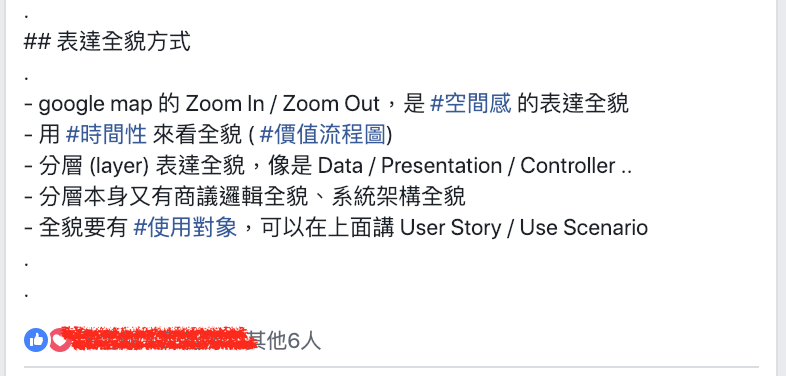 .
## 表達全貌方式
.
- google map 的 Zoom In / Zoom Out，是 #空間感 的表達全貌
- 用 #時間性 來看全貌 ( #價值流程圖)
- 分層 (layer) 表達全貌，像是 Data / Presentation / Controller ..
- 分層本身又有商議邏輯全貌、系統架構全貌
- 全貌要有 #使用對象，可以在上面講 User Story / Use Scenario
.
.
其他6人